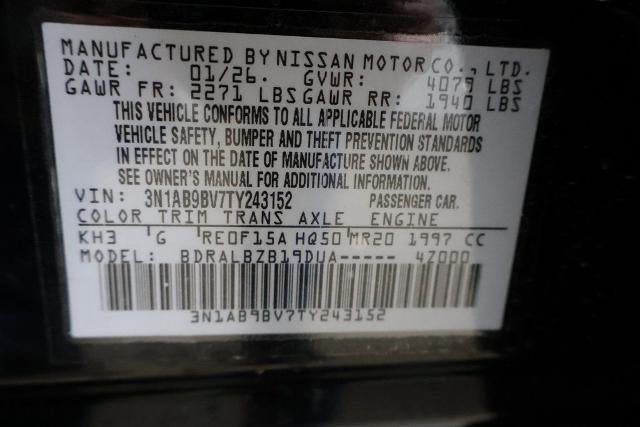 MANUFACTURED BY NISSAN MOTOR CO., LTD.
DATE: 01/26. GVWR: 4079 LBS
GAWR FR: 2271 LBS GAWR RR: 1940 LBS
THIS VEHICLE CONFORMS TO ALL APPLICABLE FEDERAL MOTOR
VEHICLE SAFETY, BUMPER AND THEFT PREVENTION STANDARDS
IN EFFECT ON THE DATE OF MANUFACTURE SHOWN ABOVE.
SEE OWNER'S MANUAL FOR ADDITIONAL INFORMATION.
VIN: 3N1AB9BV7TY243152 PASSENGER CAR.
COLOR TRIM TRANS AXLE ENGINE
KH3 G RE0F15A HQ50 MR20 1997 CC
MODEL: BDRALBZB19DUA----- 4Z000
3N1AB9BV7TY243152